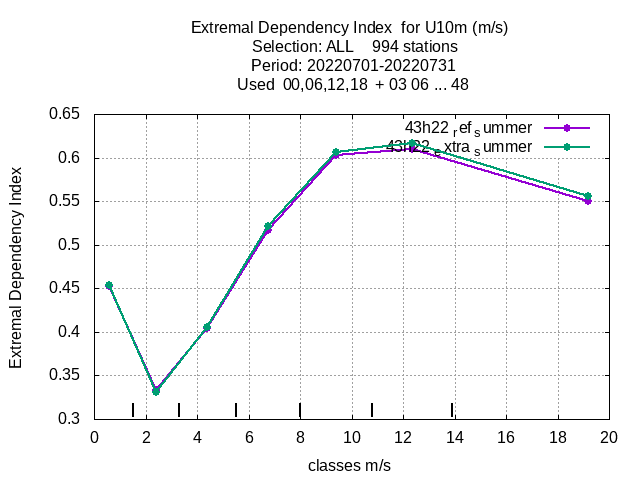 Extremal Dependency Index  for U10m (m/s)
Selection: ALL    994 stations
Period: 20220701-20220731
Used  00,06,12,18  + 03 06 ... 48
43h22 ref summer
43h22 extra summer
Extremal Dependency Index
0.65
0.6
0.55
0.5
0.45
0.4
0.35
0.3
0 2 4 6 8 10 12 14 16 18 20
classes m/s